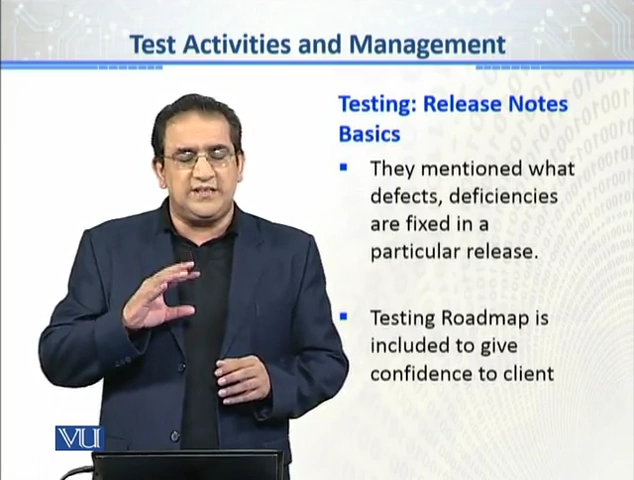 Test Activities and Management
Testing: Release Notes
Basics
They mentioned what
defects, deficiencies
are fixed in a
particular release.
Testing Roadmap is
included to give
confidence to client
VU